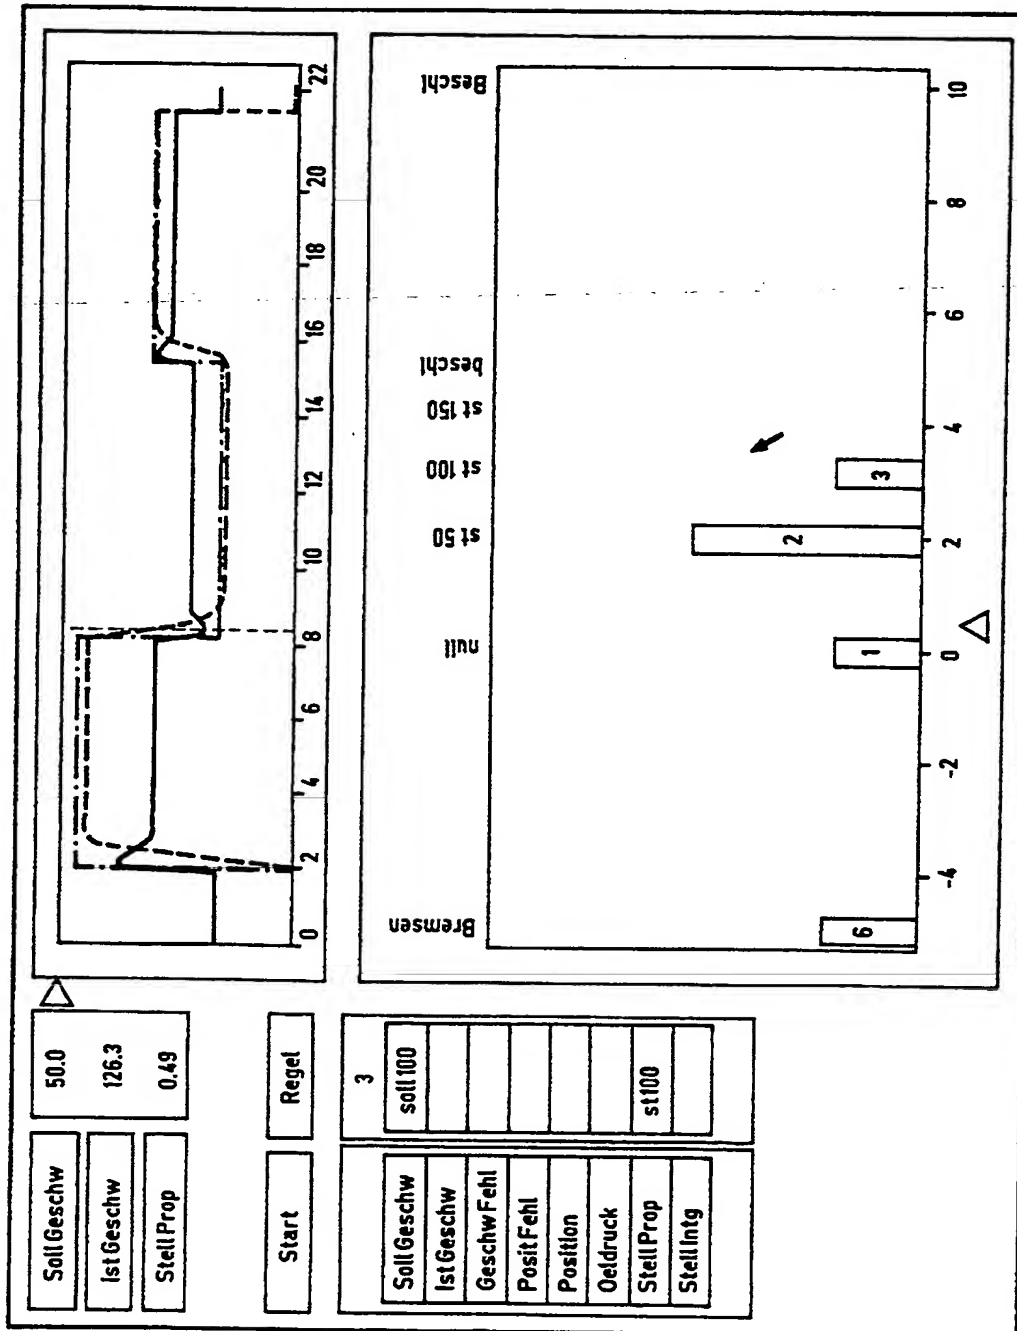 Soll Geschw 50.0
Ist Geschw 126.3
Stell Prop 0.49
Start Regel
0 2 4 6 8 10 12 14 16 18 20 22
3
Soll Geschw soll 100
Ist Geschw
Geschw Fehl
Posit Fehl
Position
Oeldruck
Stell Prop st 100
Stell Intg
Bremsen null st 50 st 100 st 150 beschl Beschl
6 1 2 3
-4 -2 0 2 4 6 8 10